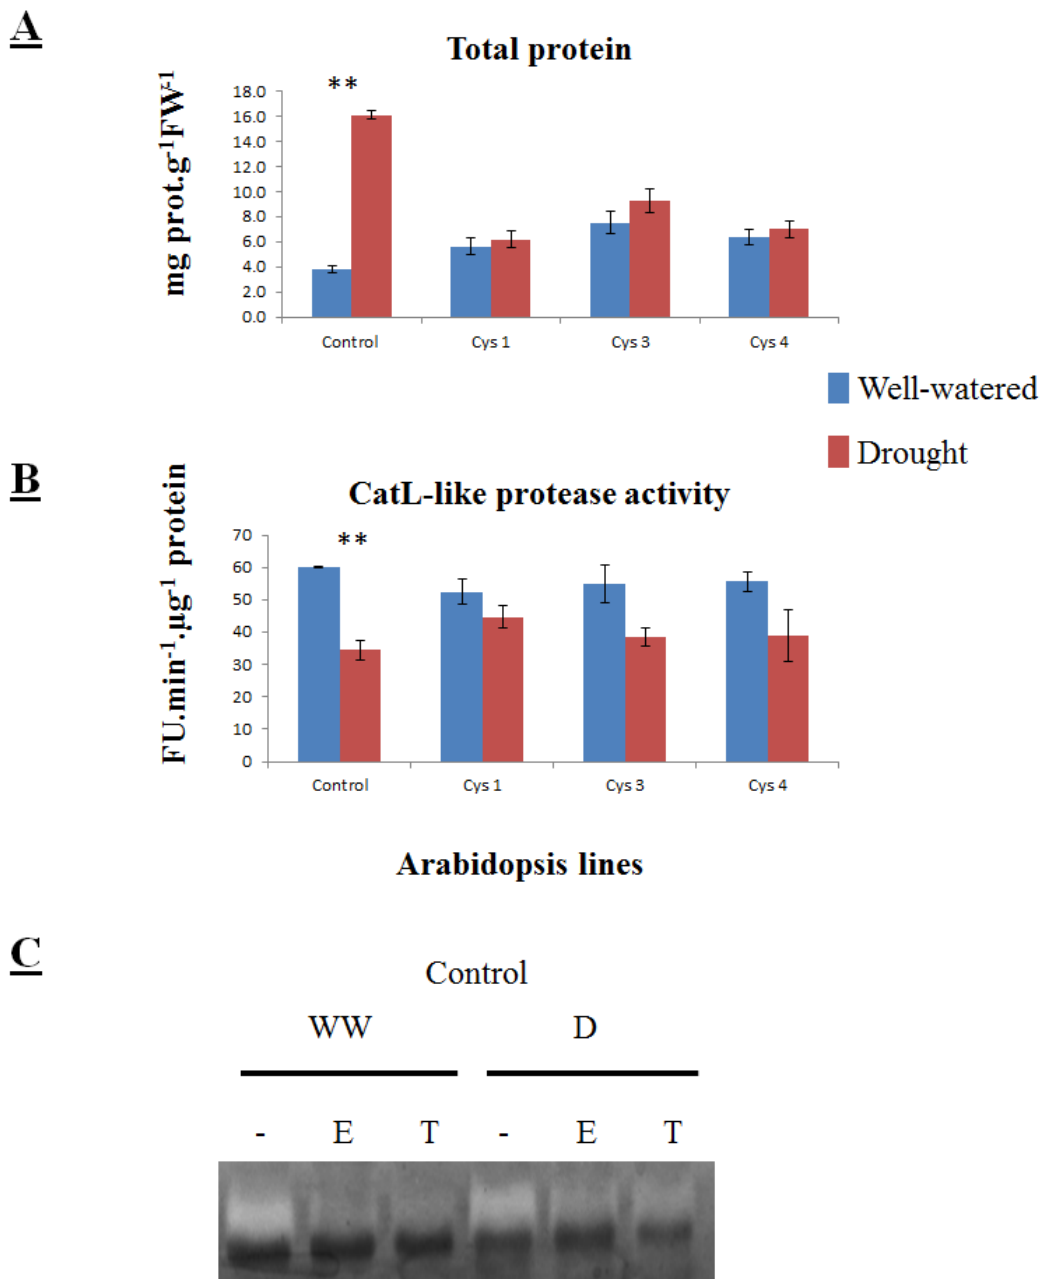 A
Total protein
mg prot.g-1FW-1
**
18.0
16.0
14.0
12.0
10.0
8.0
6.0
4.0
2.0
0.0
Control Cys 1 Cys 3 Cys 4
Well-watered
Drought
B
CatL-like protease activity
FU.min-1.µg-1 protein
**
70
60
50
40
30
20
10
0
Control Cys 1 Cys 3 Cys 4
Arabidopsis lines
C
Control
WW D
- E T - E T